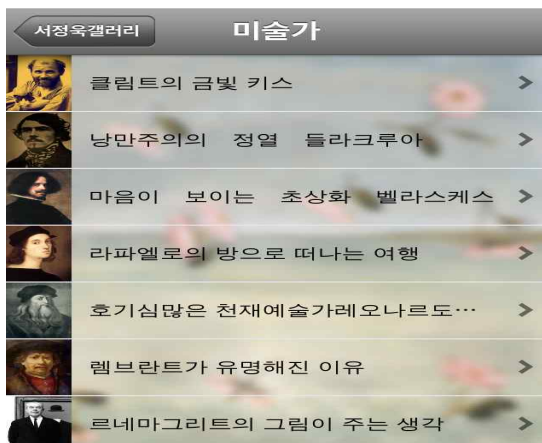 서정욱갤러리
미술가
클림트의 금빛 키스
낭만주의의 정열 들라크루아
마음이 보이는 초상화 벨라스케스
라파엘로의 방으로 떠나는 여행
호기심많은 천재예술가레오나르도…
렘브란트가 유명해진 이유
르네마그리트의 그림이 주는 생각